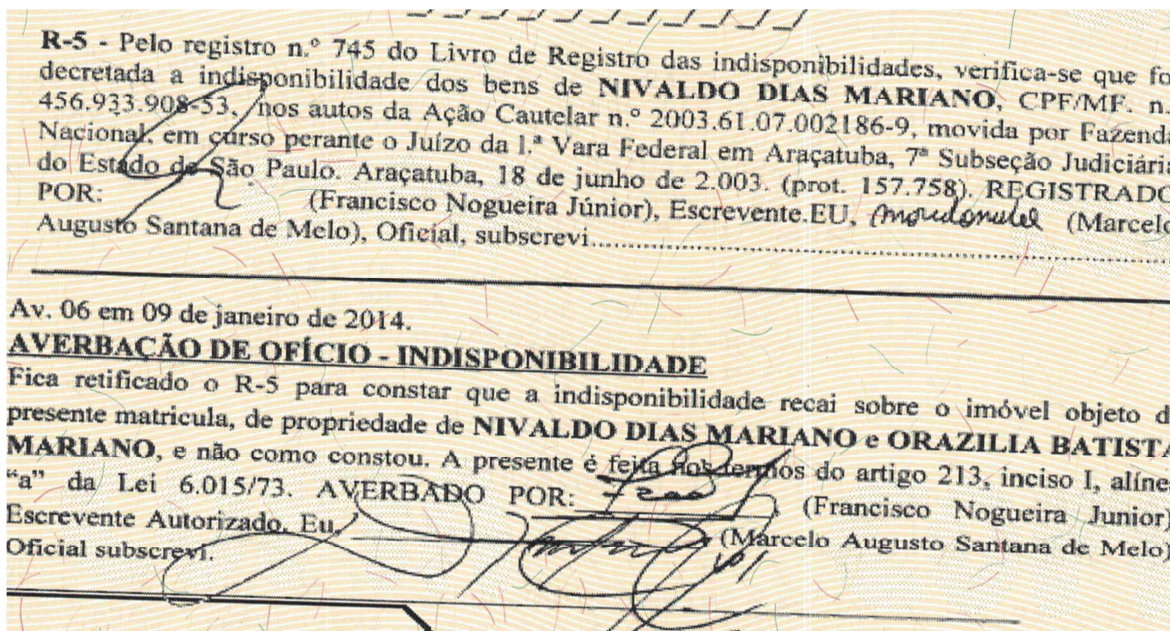 R-5 - Pelo registro n.º 745 do Livro de Registro das indisponibilidades, verifica-se que fo
decretada a indisponibilidade dos bens de NIVALDO DIAS MARIANO, CPF/MF. n.
456.933.908-53, nos autos da Ação Cautelar n.º 2003.61.07.002186-9, movida por Fazenda
Nacional, em curso perante o Juízo da 1.ª Vara Federal em Araçatuba, 7ª Subseção Judiciária
do Estado de São Paulo. Araçatuba, 18 de junho de 2.003. (prot. 157.758). REGISTRADO
POR: (Francisco Nogueira Júnior), Escrevente.EU, (Marcelo
Augusto Santana de Melo), Oficial, subscrevi....................................................
Av. 06 em 09 de janeiro de 2014.
AVERBAÇÃO DE OFÍCIO - INDISPONIBILIDADE
Fica retificado o R-5 para constar que a indisponibilidade recai sobre o imóvel objeto d
presente matricula, de propriedade de NIVALDO DIAS MARIANO e ORAZILIA BATISTA
MARIANO, e não como constou. A presente é feita nos termos do artigo 213, inciso I, alíne
“a” da Lei 6.015/73. AVERBADO POR: (Francisco Nogueira Junior)
Escrevente Autorizado, Eu, (Marcelo Augusto Santana de Melo)
Oficial subscrevi.